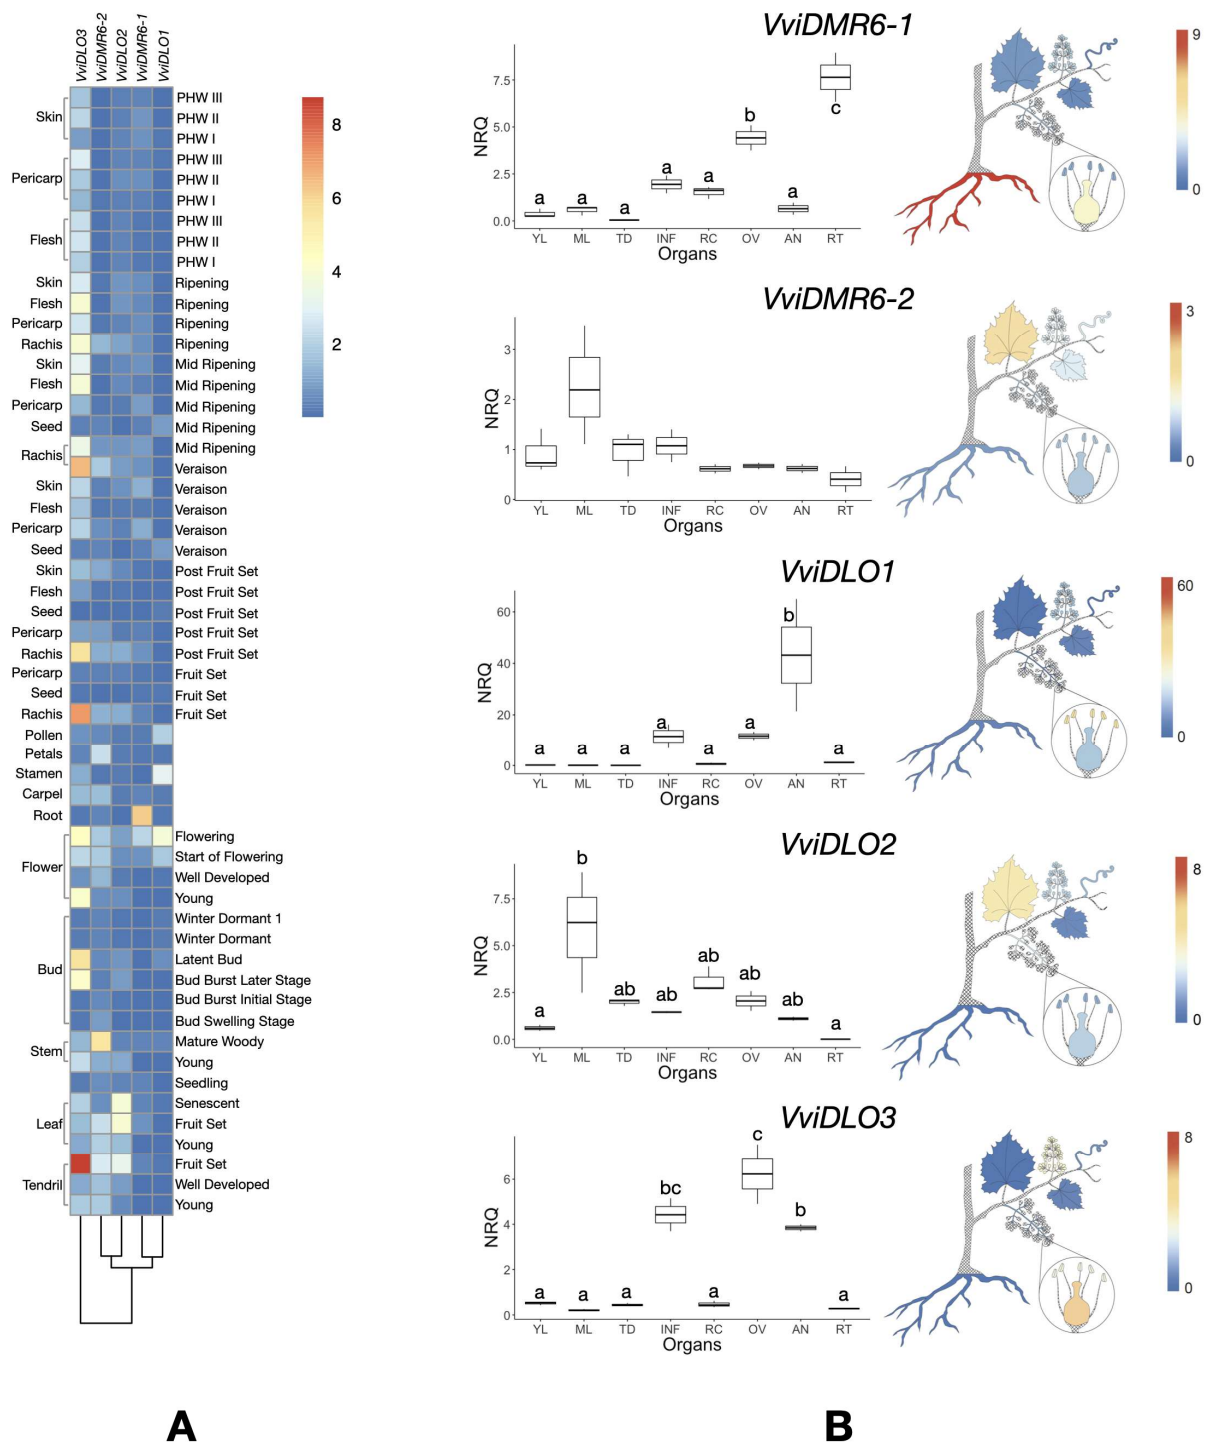 VviDLO3
VviDMR6-2
VviDLO2
VviDMR6-1
VviDLO1
Skin
PHW III
PHW II
PHW I
Pericarp
PHW III
PHW II
PHW I
Flesh
PHW III
PHW II
PHW I
Skin Ripening
Flesh Ripening
Pericarp Ripening
Rachis Ripening
Skin Mid Ripening
Flesh Mid Ripening
Pericarp Mid Ripening
Seed Mid Ripening
Rachis
Mid Ripening
Veraison
Skin Veraison
Flesh Veraison
Pericarp Veraison
Seed Veraison
Skin Post Fruit Set
Flesh Post Fruit Set
Seed Post Fruit Set
Pericarp Post Fruit Set
Rachis Post Fruit Set
Pericarp Fruit Set
Seed Fruit Set
Rachis Fruit Set
Pollen
Petals
Stamen
Carpel
Root
Flower
Flowering
Start of Flowering
Well Developed
Young
Bud
Winter Dormant 1
Winter Dormant
Latent Bud
Bud Burst Later Stage
Bud Burst Initial Stage
Bud Swelling Stage
Stem
Mature Woody
Young
Seedling
Leaf
Senescent
Fruit Set
Young
Tendril
Fruit Set
Well Developed
Young
8
6
4
2
A
VviDMR6-1
NRQ
7.5
5.0
2.5
0.0
a a a a a b a c
YL ML TD INF RC OV AN RT
Organs
9
0
VviDMR6-2
NRQ
3
2
1
0
YL ML TD INF RC OV AN RT
Organs
3
0
VviDLO1
NRQ
60
40
20
0
a a a a a a b a
YL ML TD INF RC OV AN RT
Organs
60
0
VviDLO2
NRQ
7.5
5.0
2.5
0.0
a b ab ab ab ab ab a
YL ML TD INF RC OV AN RT
Organs
8
0
VviDLO3
NRQ
6
4
2
0
a a a bc a c b a
YL ML TD INF RC OV AN RT
Organs
8
0
B